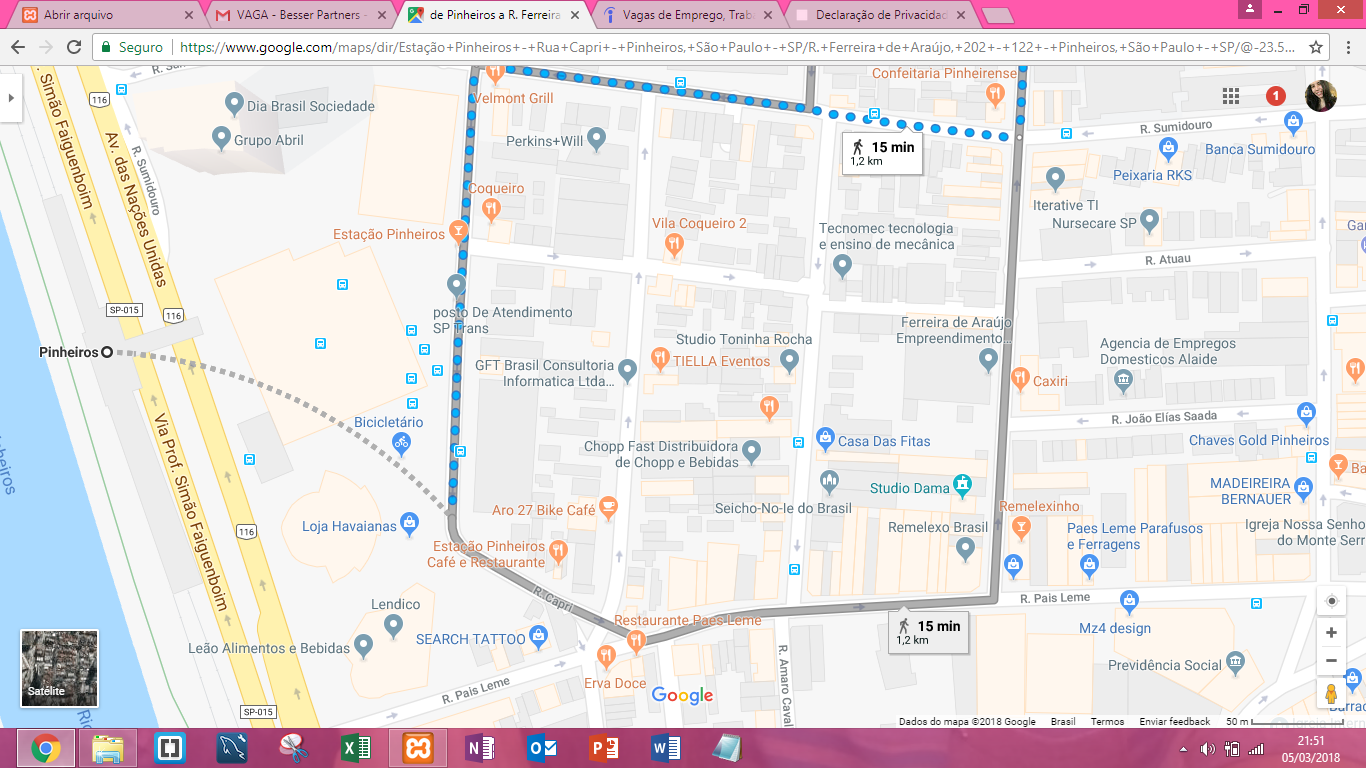 Abrir arquivo
VAGA - Besser Partners -
de Pinheiros a R. Ferreira
Vagas de Emprego, Trab
Declaração de Privacidad
Seguro
https://www.google.com/maps/dir/Estação+Pinheiros+-+Rua+Capri+-+Pinheiros,+São+Paulo+-+SP/R.+Ferreira+de+Araújo,+202+-+122+-+Pinheiros,+São+Paulo+-+SP/@-23.5...
1
R. Sumidouro
Simão Faiguenboim
116
Av. das Nações Unidas
R. Sumidouro
Dia Brasil Sociedade
Grupo Abril
Velmont Grill
Perkins+Will
Confeitaria Pinheirense
15 min
1,2 km
R. Sumidouro
Banca Sumidouro
Peixaria RKS
Iterative TI
Nursecare SP
Coqueiro
Estação Pinheiros
Vila Coqueiro 2
Tecnomec tecnologia
e ensino de mecânica
R. Atuau
SP-015
116
posto De Atendimento
SP Trans
Pinheiros
Studio Toninha Rocha
TIELLA Eventos
GFT Brasil Consultoria
Informatica Ltda...
Ferreira de Araújo
Empreendimento...
Agencia de Empregos
Domesticos Alaide
Caxiri
R. João Elías Saada
Chaves Gold Pinheiros
Bicicletário
Chopp Fast Distribuidora
de Chopp e Bebidas
Casa Das Fitas
Studio Dama
MADEIREIRA
BERNAUER
Via Prof. Simão Faiguenboim
116
Loja Havaianas
Aro 27 Bike Café
Seicho-No-Ie do Brasil
Remelexo Brasil
Remelexinho
Paes Leme Parafusos
e Ferragens
Igreja Nossa Senho
do Monte Serr
Estação Pinheiros
Café e Restaurante
R. Capri
Lendico
Leão Alimentos e Bebidas
SEARCH TATTOO
Restaurante Paes Leme
15 min
1,2 km
R. Pais Leme
Mz4 design
Previdência Social
R. Pais Leme
Erva Doce
R. Amaro Caval
SP-015
Satélite
Google
Dados do mapa ©2018 Google
Brasil
Termos
Enviar feedback
50 m
21:51
05/03/2018